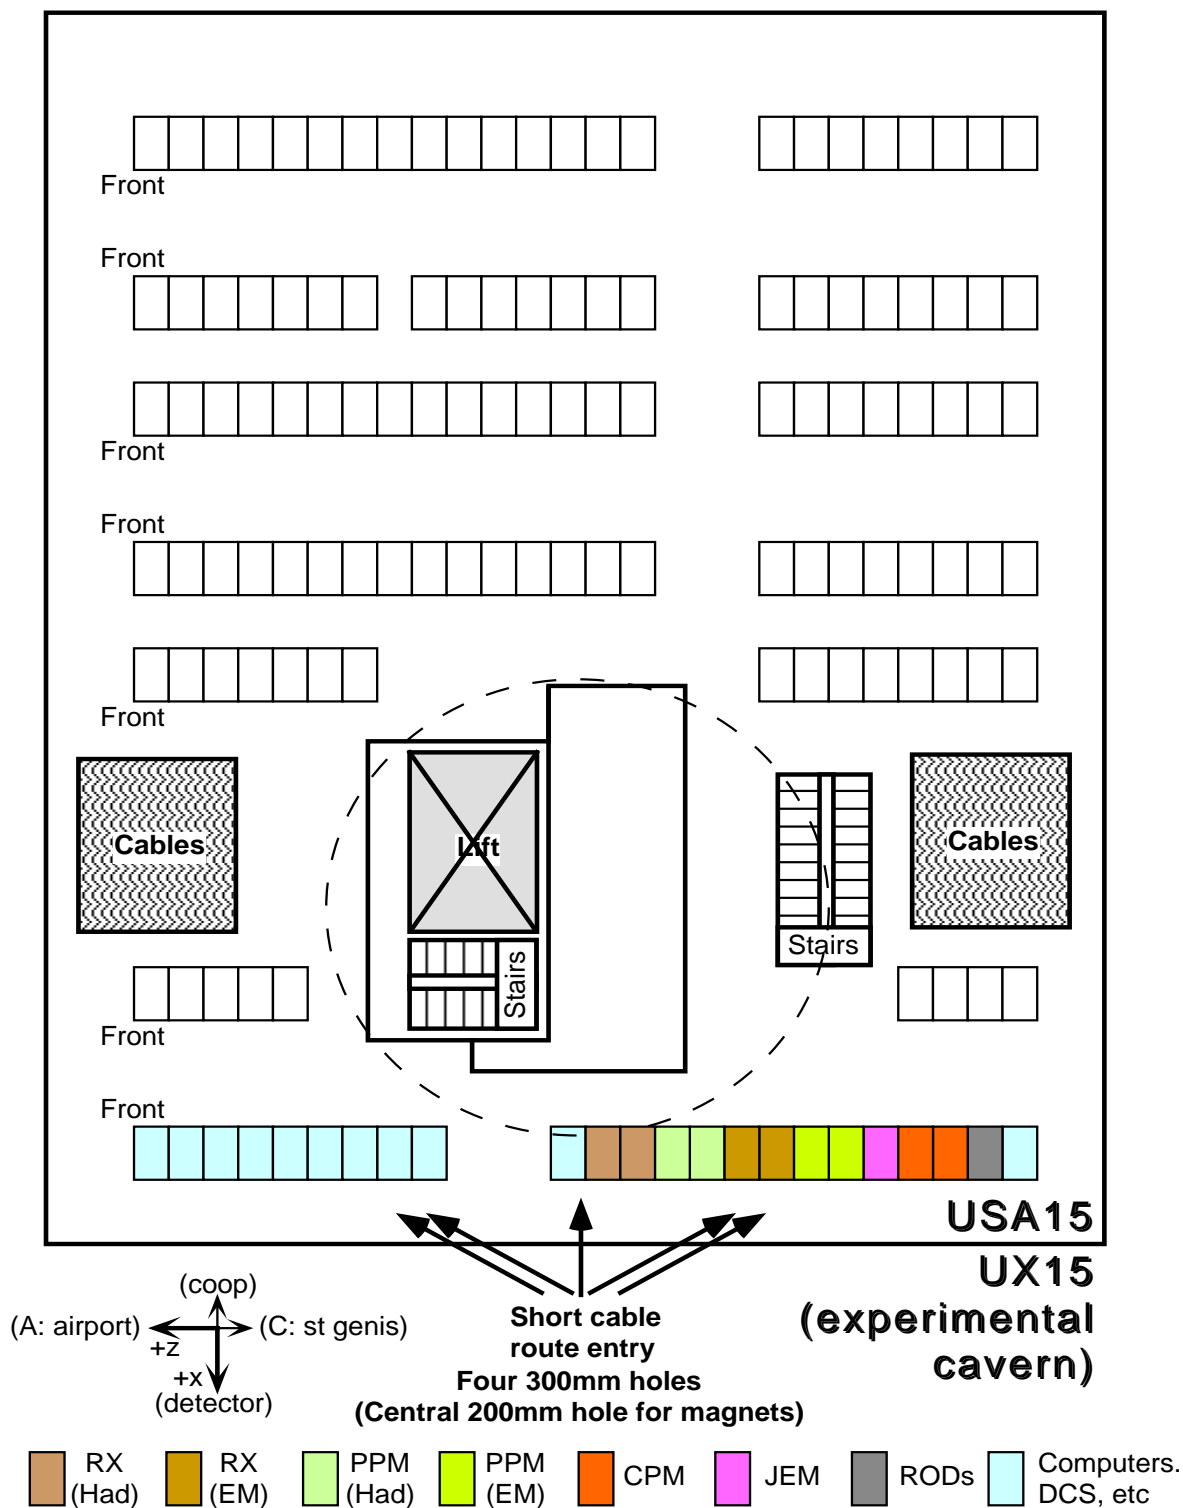 Front
Front
Front
Front
Front
Cables
Lift
Cables
Stairs
Stairs
Front
Front
USA15
UX15
(experimental
cavern)
(coop)
(A: airport)
(C: st genis)
+z
+x
(detector)
Short cable
route entry
Four 300mm holes
(Central 200mm hole for magnets)
RX
(Had)
RX
(EM)
PPM
(Had)
PPM
(EM)
CPM
JEM
RODs
Computers.
DCS, etc